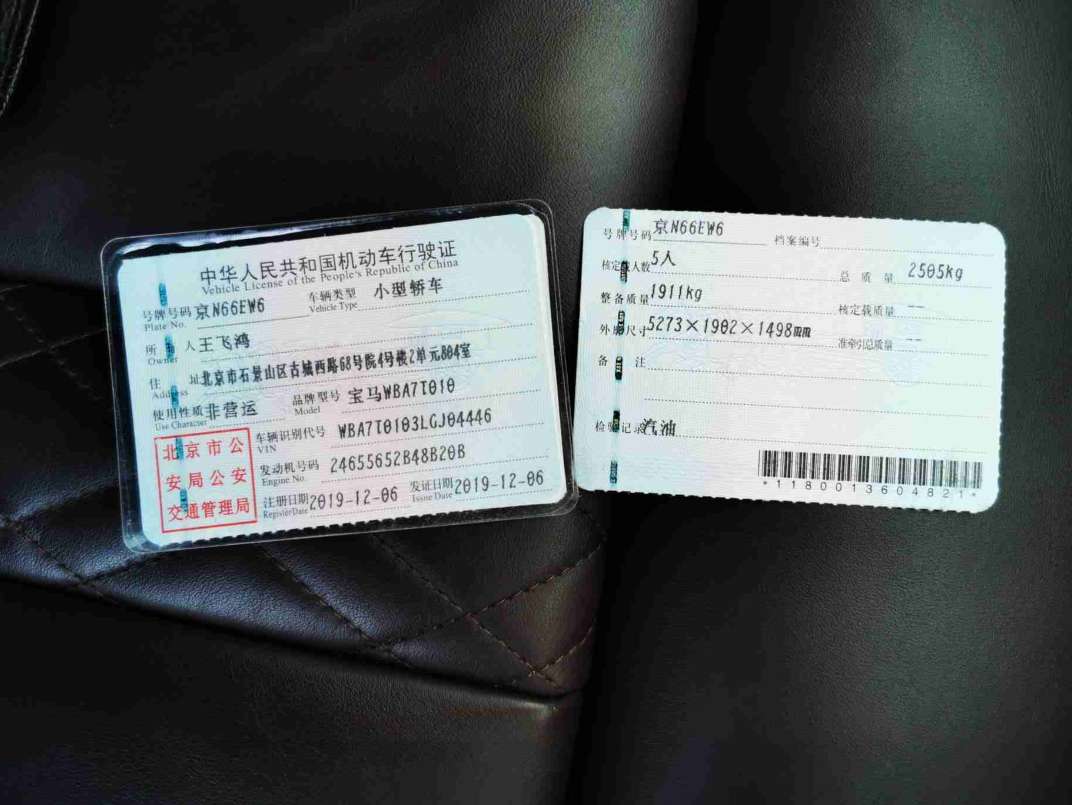 中华人民共和国机动车行驶证
Vehicle License of the People's Republic of China
号牌号码 京N66EW6 车辆类型 小型轿车
Plate No. Vehicle Type
所 人 王飞鸿
Owner
住 址 北京市石景山区古城西路68号院4号楼2单元804室
Address
使用性质 非营运 品牌型号 宝马WBA7T010
Use Character Model
北京市公
安局公安
交通管理局
车辆识别代号 WBA7T0103LGJ04446
VIN
发动机号码 24655652B48B20B
Engine No.
注册日期 2019-12-06 发证日期 2019-12-06
Register Date Issue Date
号牌号码 京N66EW6 档案编号
核定 人数 5人 总质量 2505kg
整备质量 1911kg 核定载质量 --
外 尺寸 5273×1902×1498mm 准牵引总质量 --
备 注
检验记录 汽油
*1180013604821*